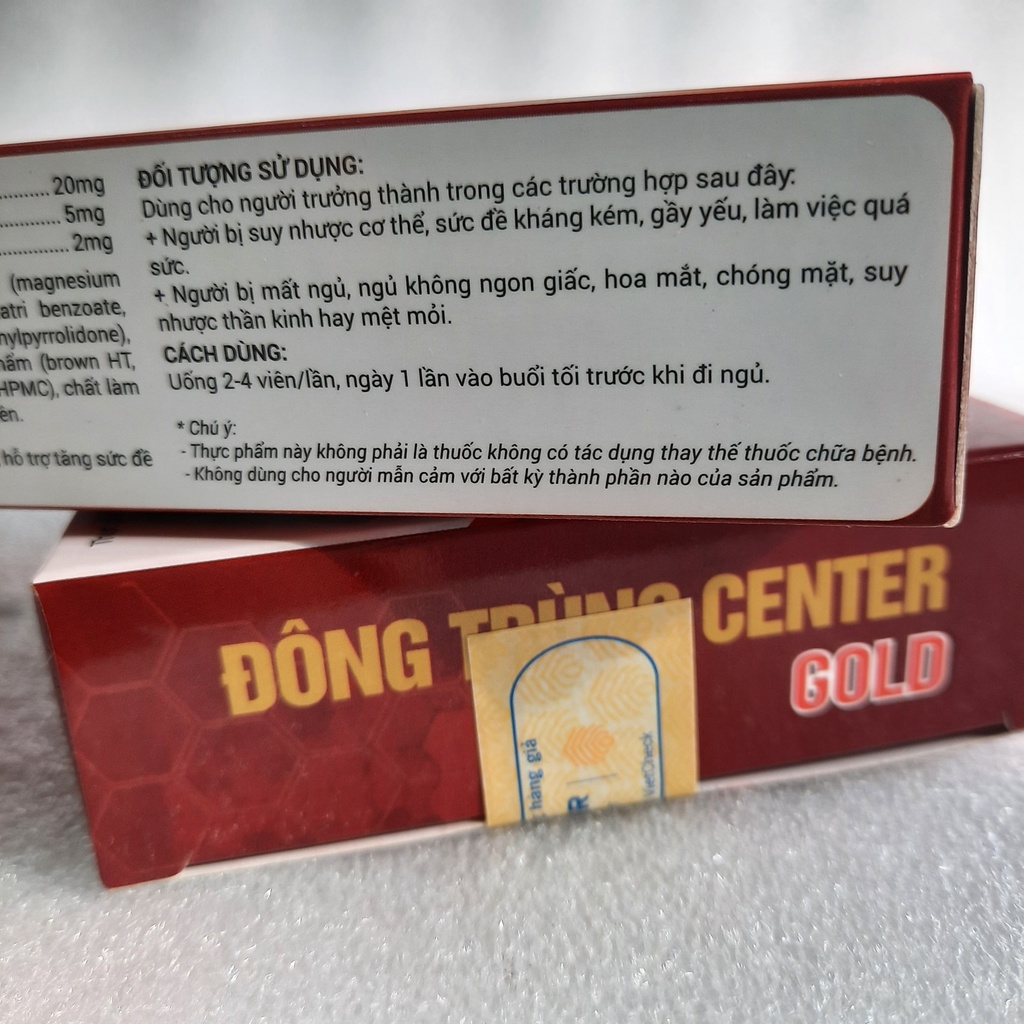 .......... 20mg
.......... 5mg
.......... 2mg
(magnesium
atri benzoate,
nylpyrrolidone),
(brown HT,
HPMC), chất làm
hỗ trợ tăng sức đề
ĐỐI TƯỢNG SỬ DỤNG:
Dùng cho người trưởng thành trong các trường hợp sau đây:
+ Người bị suy nhược cơ thể, sức đề kháng kém, gầy yếu, làm việc quá
sức.
+ Người bị mất ngủ, ngủ không ngon giấc, hoa mắt, chóng mặt, suy
nhược thần kinh hay mệt mỏi.
CÁCH DÙNG:
Uống 2-4 viên/lần, ngày 1 lần vào buổi tối trước khi đi ngủ.
* Chú ý:
- Thực phẩm này không phải là thuốc không có tác dụng thay thế thuốc chữa bệnh.
- Không dùng cho người mẫn cảm với bất kỳ thành phần nào của sản phẩm.
ĐÔNG TRÙNG CENTER
GOLD
hàng giả